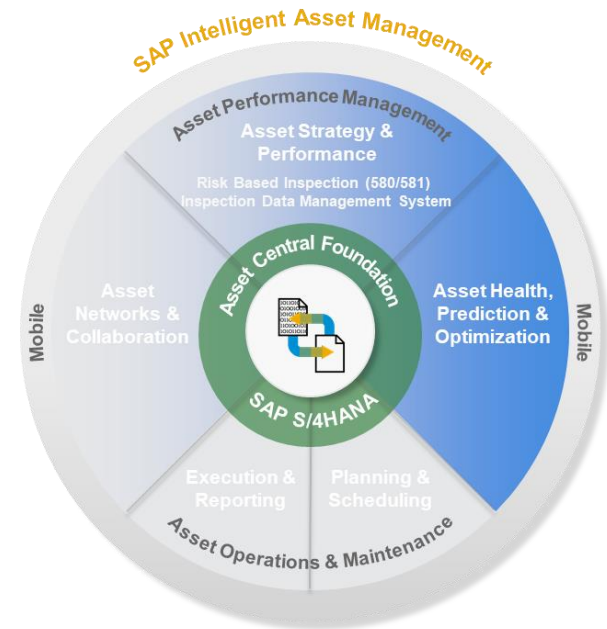 SAP Intelligent Asset Management
Asset Performance Management
Asset Strategy &
Performance
Risk Based Inspection (580/581)
Inspection Data Management System
Asset Central Foundation
Asset
Networks &
Collaboration
Asset Health,
Prediction &
Optimization
Mobile
Mobile
SAP S/4HANA
Execution &
Reporting
Planning &
Scheduling
Asset Operations & Maintenance